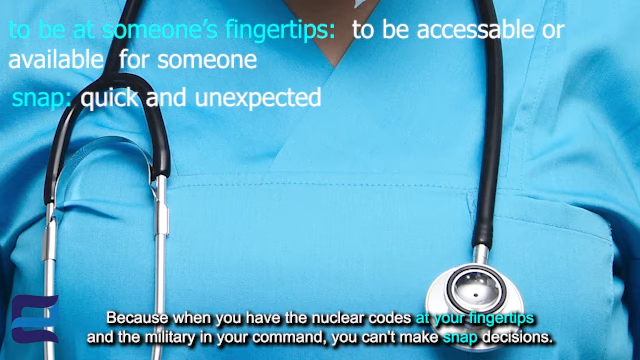 to be at someone's fingertips: to be accessable or
available for someone
snap: quick and unexpected
Because when you have the nuclear codes at your fingertips
and the military in your command, you can't make snap decisions.